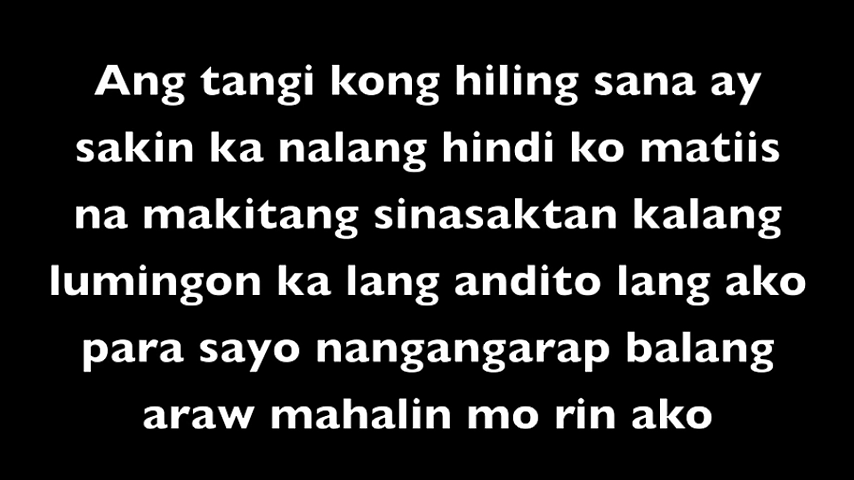 Ang tangi kong hiling sana ay
sakin ka nalang hindi ko matiis
na makitang sinasaktan kalang
lumingon ka lang andito lang ako
para sayo nangangarap balang
araw mahalin mo rin ako